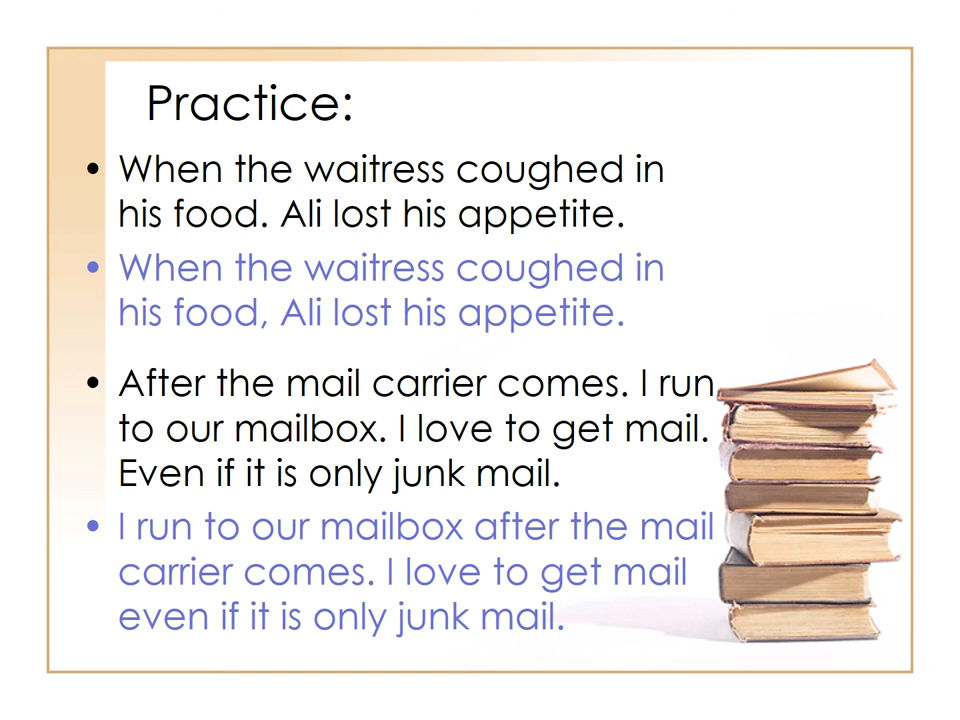 Practice:
• When the waitress coughed in
his food. Ali lost his appetite.
• When the waitress coughed in
his food, Ali lost his appetite.
• After the mail carrier comes. I run
to our mailbox. I love to get mail.
Even if it is only junk mail.
• I run to our mailbox after the mail
carrier comes. I love to get mail
even if it is only junk mail.